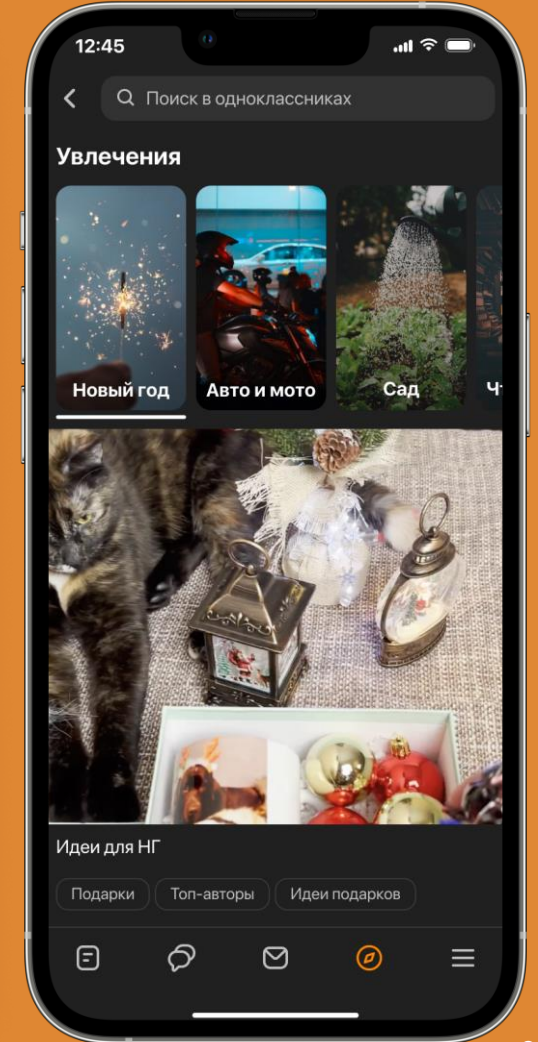 12:45
Поиск в одноклассниках
Увлечения
Новый год
Авто и мото
Сад
Идеи для НГ
Подарки
Топ-авторы
Идеи подарков